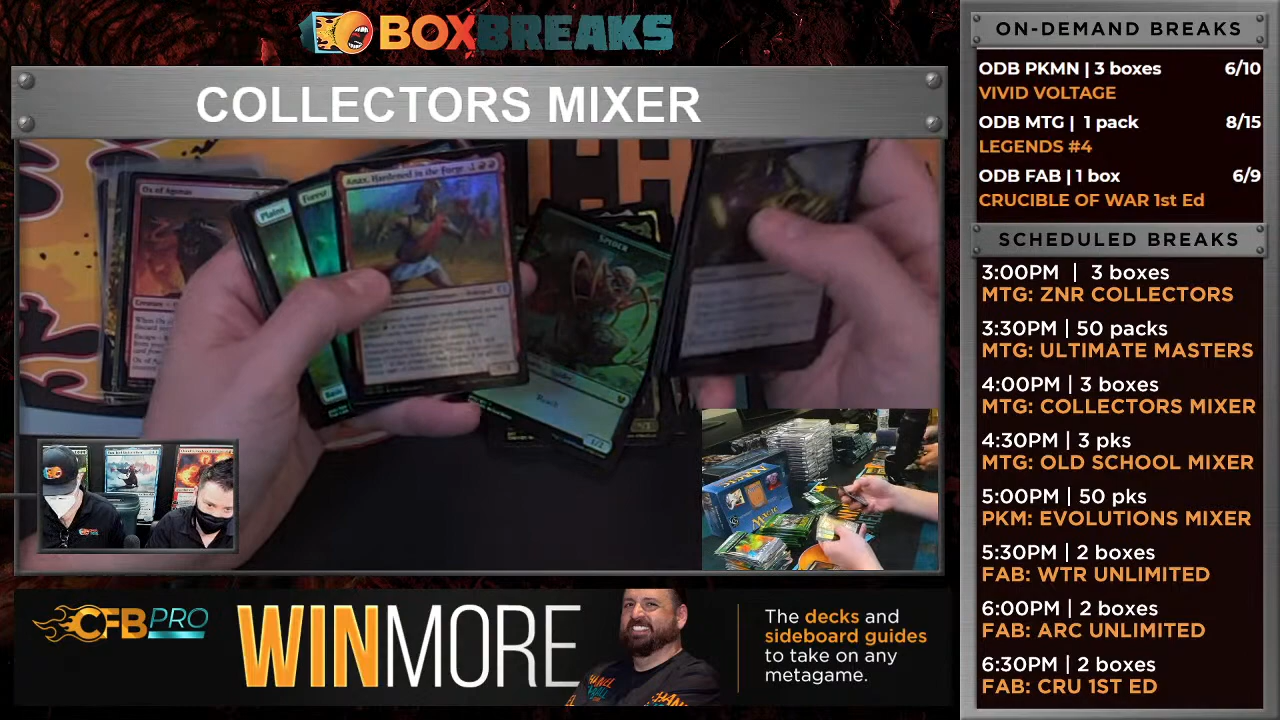 BOXBREAKS
COLLECTORS MIXER
Ox of Agonas
Plains
Forest
Anax, Hardened in the Forge
Spider
Reach
1/2
Basic
MAGIC
CFBPRO
WINMORE
The decks and
sideboard guides
to take on any
metagame.
ON-DEMAND BREAKS
ODB PKMN | 3 boxes 6/10
VIVID VOLTAGE
ODB MTG | 1 pack 8/15
LEGENDS #4
ODB FAB | 1 box 6/9
CRUCIBLE OF WAR 1st Ed
SCHEDULED BREAKS
3:00PM | 3 boxes
MTG: ZNR COLLECTORS
3:30PM | 50 packs
MTG: ULTIMATE MASTERS
4:00PM | 3 boxes
MTG: COLLECTORS MIXER
4:30PM | 3 pks
MTG: OLD SCHOOL MIXER
5:00PM | 50 pks
PKM: EVOLUTIONS MIXER
5:30PM | 2 boxes
FAB: WTR UNLIMITED
6:00PM | 2 boxes
FAB: ARC UNLIMITED
6:30PM | 2 boxes
FAB: CRU 1ST ED